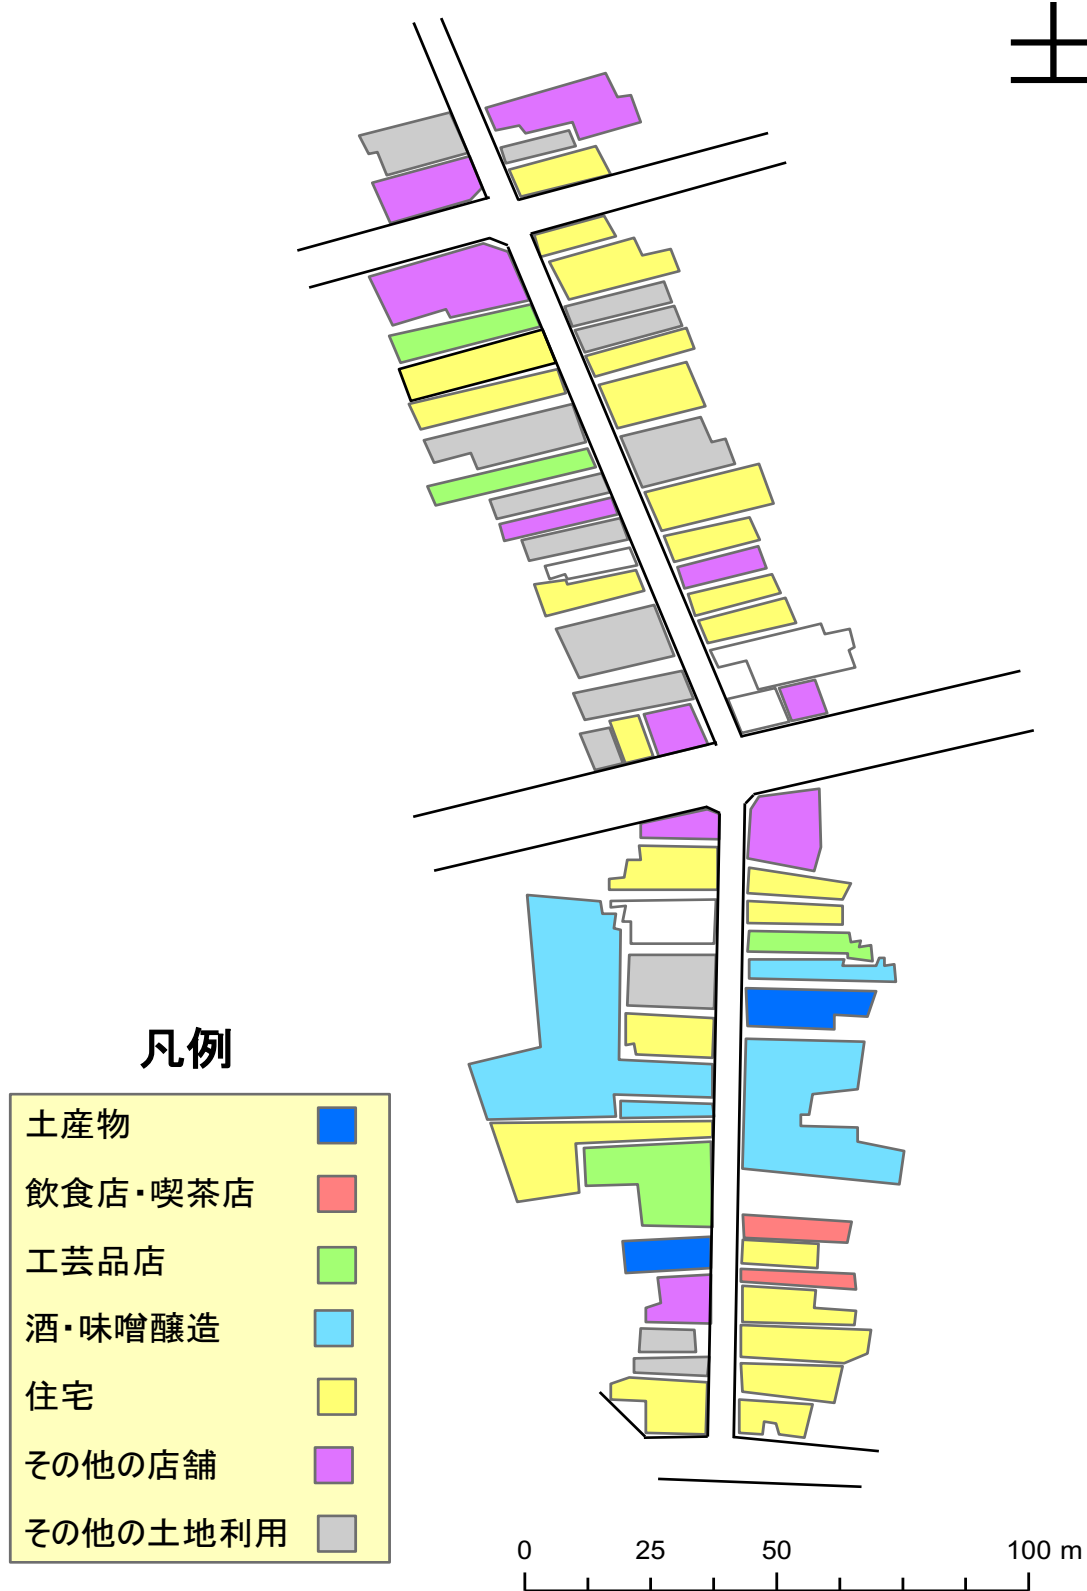 凡例
土産物
飲食店・喫茶店
工芸品店
酒・味噌醸造
住宅
その他の店舗
その他の土地利用
0 25 50 100 m